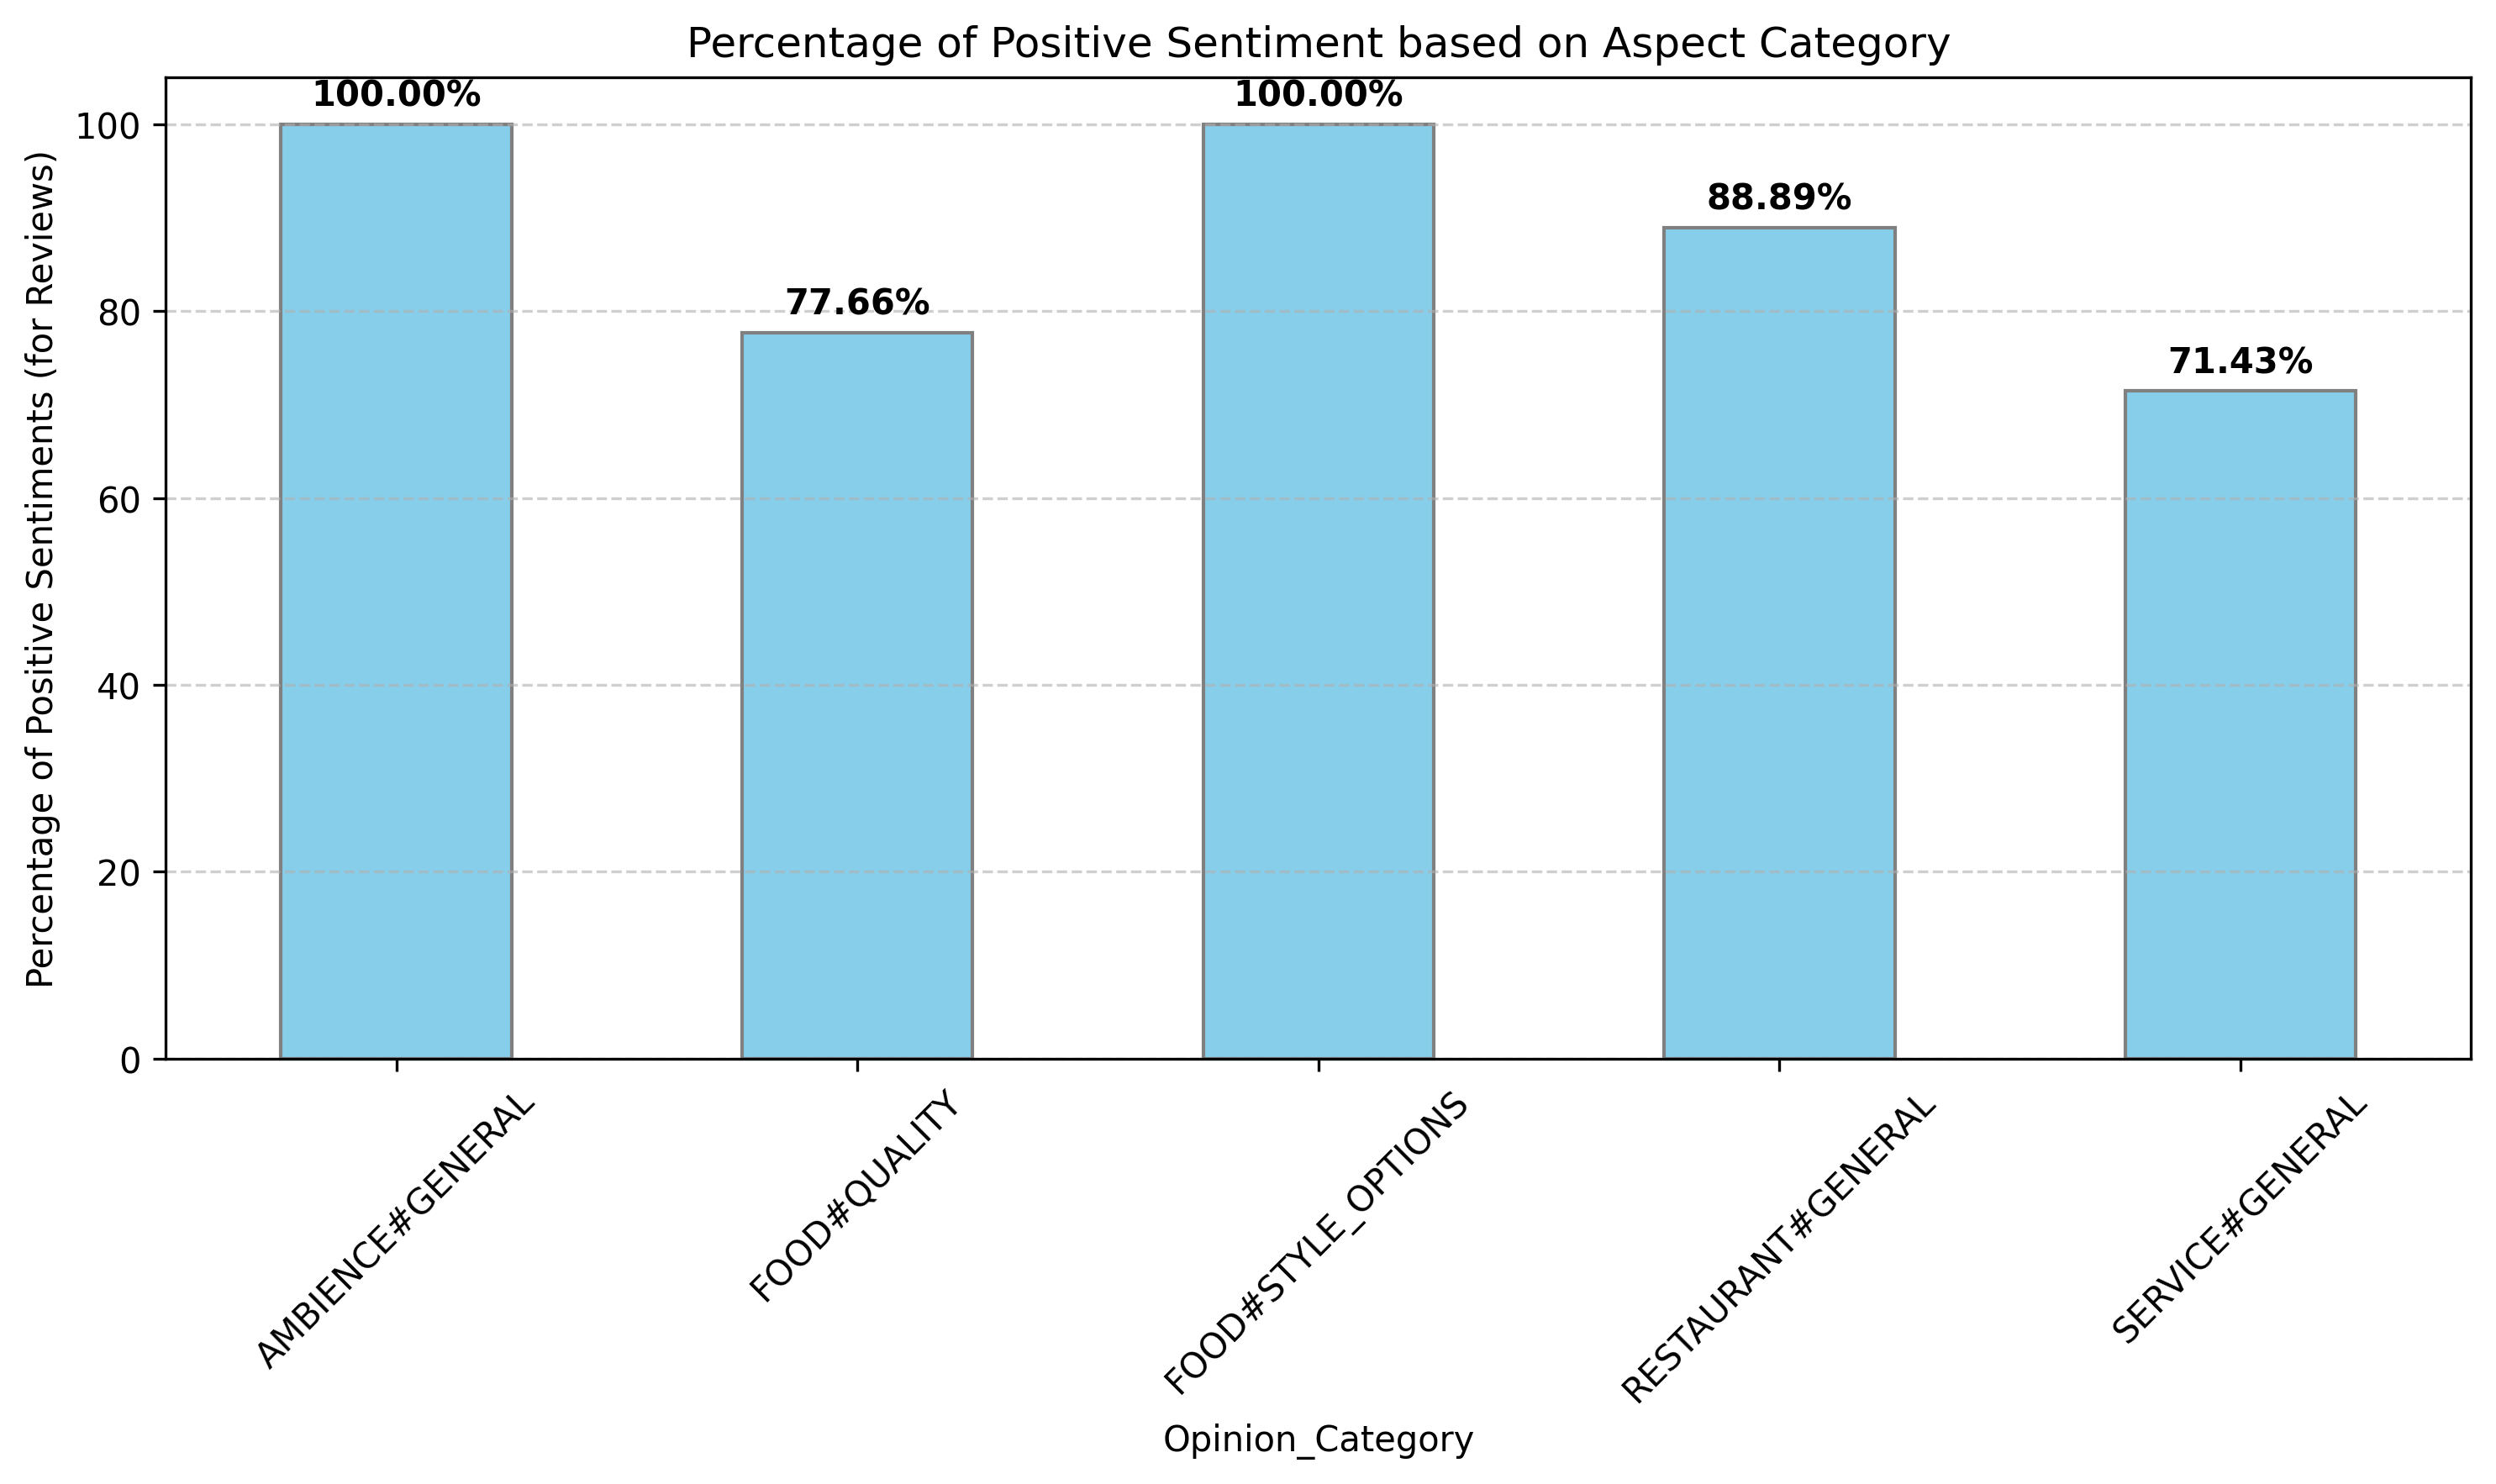 Percentage of Positive Sentiment based on Aspect Category
Percentage of Positive Sentiments (for Reviews)
100
80
60
40
20
0
100.00%
77.66%
100.00%
88.89%
71.43%
AMBIENCE#GENERAL
FOOD#QUALITY
FOOD#STYLE_OPTIONS
RESTAURANT#GENERAL
SERVICE#GENERAL
Opinion_Category